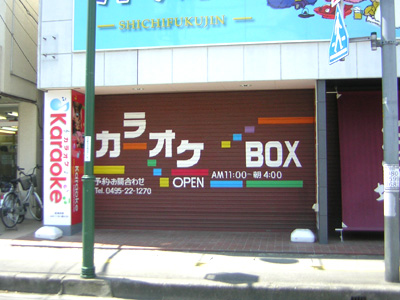 SHICHIPUKUJIN
Karaoke
カラオケ
カラオケ BOX
予約・お問合わせ
Tel. 0495-22-1270
OPEN
AM11:00～朝4:00